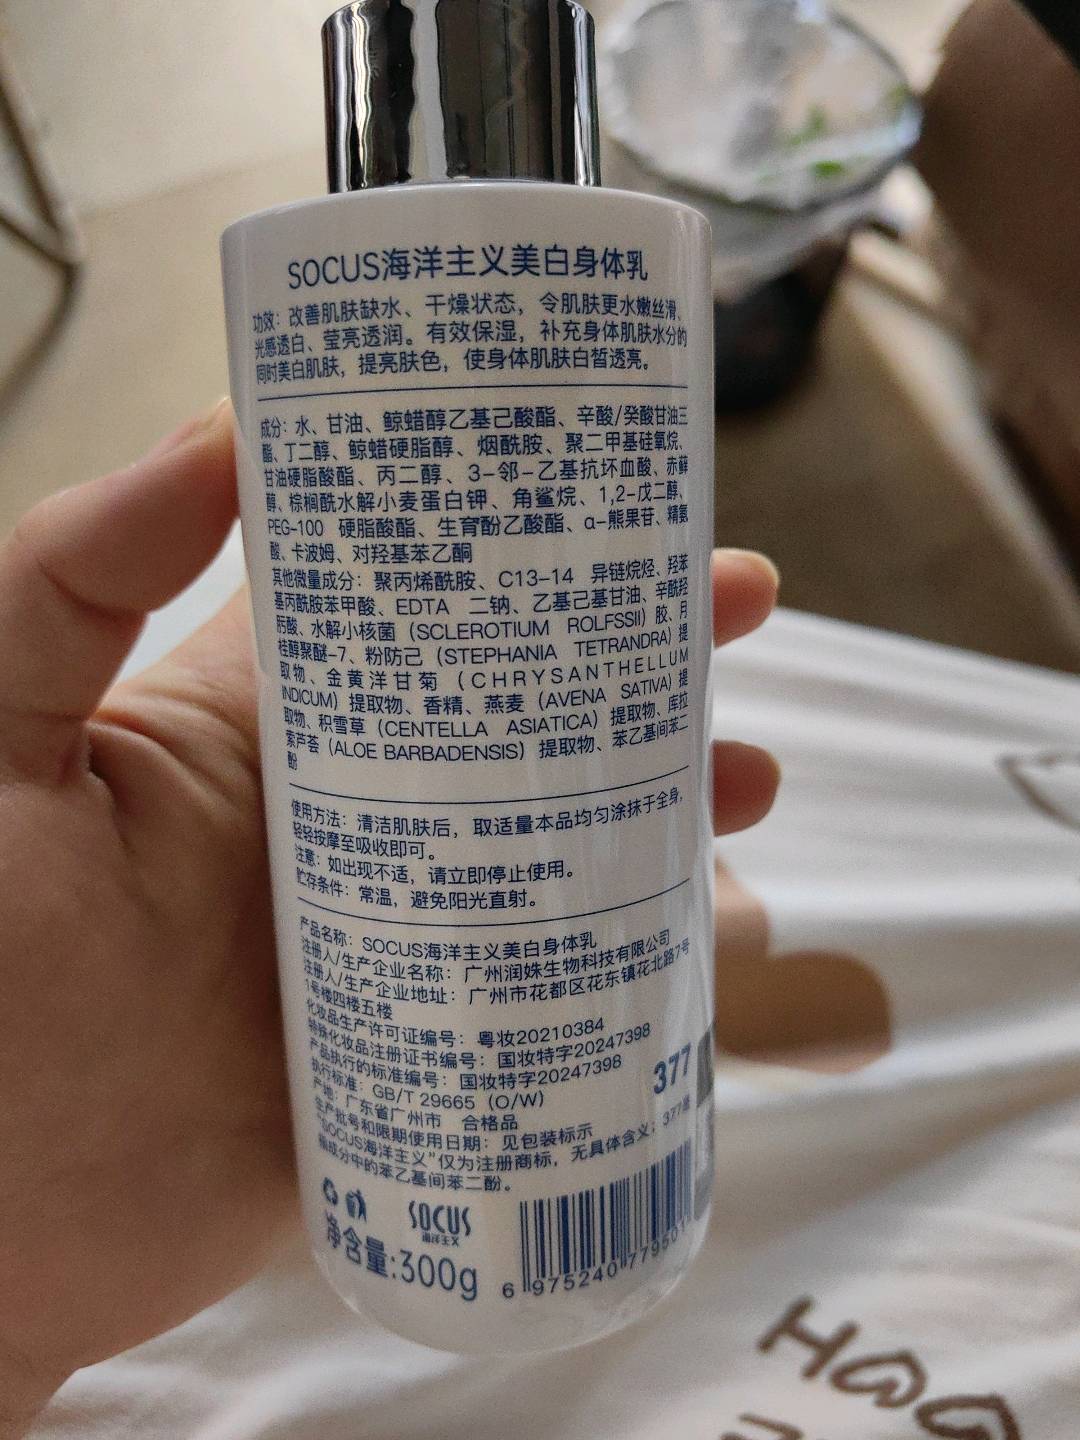 SOCUS海洋主义美白身体乳
功效：改善肌肤缺水、干燥状态，令肌肤更水嫩丝滑、
光感透白、莹亮透润。有效保湿，补充身体肌肤水分的
同时美白肌肤，提亮肤色，使身体肌肤白皙透亮。
成分：水、甘油、鲸蜡醇乙基己酸酯、辛酸/癸酸甘油三
酯、丁二醇、鲸蜡硬脂醇、烟酰胺、聚二甲基硅氧烷、
甘油硬脂酸酯、丙二醇、3-邻-乙基抗坏血酸、赤藓
醇、棕榈酰水解小麦蛋白钾、角鲨烷、1,2-戊二醇、
PEG-100 硬脂酸酯、生育酚乙酸酯、α-熊果苷、精氨
酸、卡波姆、对羟基苯乙酮
其他微量成分：聚丙烯酰胺、C13-14 异链烷烃、羟苯
基丙酰胺苯甲酸、EDTA 二钠、乙基己基甘油、辛酰羟
肟酸、水解小核菌（SCLEROTIUM ROLFSSII）胶、月
桂醇聚醚-7、粉防己（STEPHANIA TETRANDRA）提
取物、金黄洋甘菊（CHRYSANTHELLUM
INDICUM）提取物、香精、燕麦（AVENA SATIVA）提
取物、积雪草（CENTELLA ASIATICA）提取物、库拉
索芦荟（ALOE BARBADENSIS）提取物、苯乙基间苯二
酚
使用方法：清洁肌肤后，取适量本品均匀涂抹于全身，
轻轻按摩至吸收即可。
注意：如出现不适，请立即停止使用。
贮存条件：常温，避免阳光直射。
产品名称：SOCUS海洋主义美白身体乳
注册人/生产企业名称：广州润姝生物科技有限公司
注册人/生产企业地址：广州市花都区花东镇花北路7号
1号楼四楼五楼
化妆品生产许可证编号：粤妆20210384
特殊化妆品注册证书编号：国妆特字20247398
产品执行的标准编号：国妆特字20247398
执行标准：GB/T 29665（O/W）
产地：广东省广州市 合格品
生产批号和限期使用日期：见包装标示
“SOCUS海洋主义”仅为注册商标，无具体含义；377是
指成分中的苯乙基间苯二酚。
377
SOCUS
海洋主义
净含量:300g
6 975240 77950